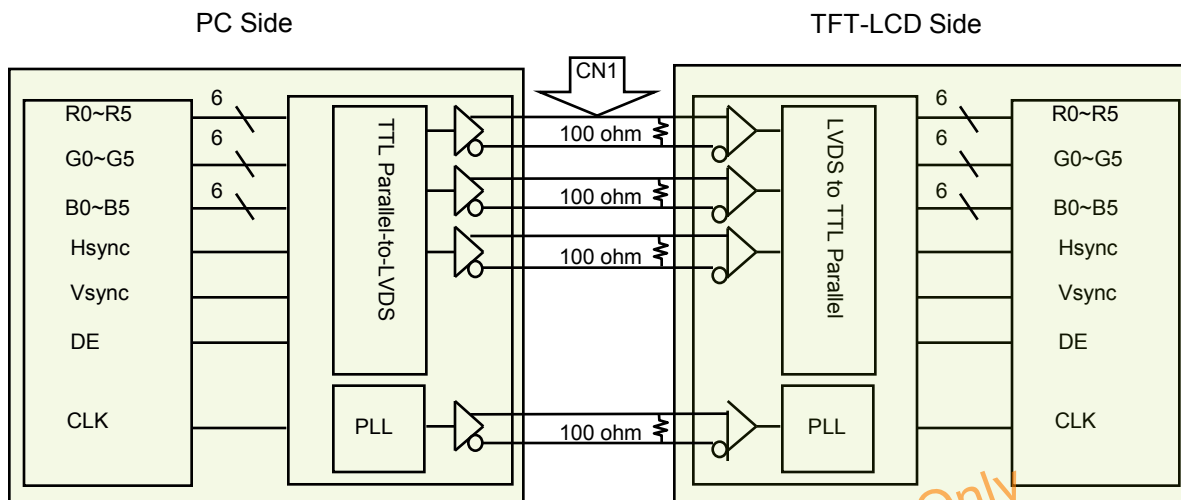 PC Side
TFT-LCD Side
CN1
R0~R5
6
G0~G5
6
B0~B5
6
Hsync
Vsync
DE
CLK
TTL Parallel-to-LVDS
PLL
100 ohm
100 ohm
100 ohm
100 ohm
LVDS to TTL Parallel
PLL
6
R0~R5
6
G0~G5
6
B0~B5
Hsync
Vsync
DE
CLK
Only